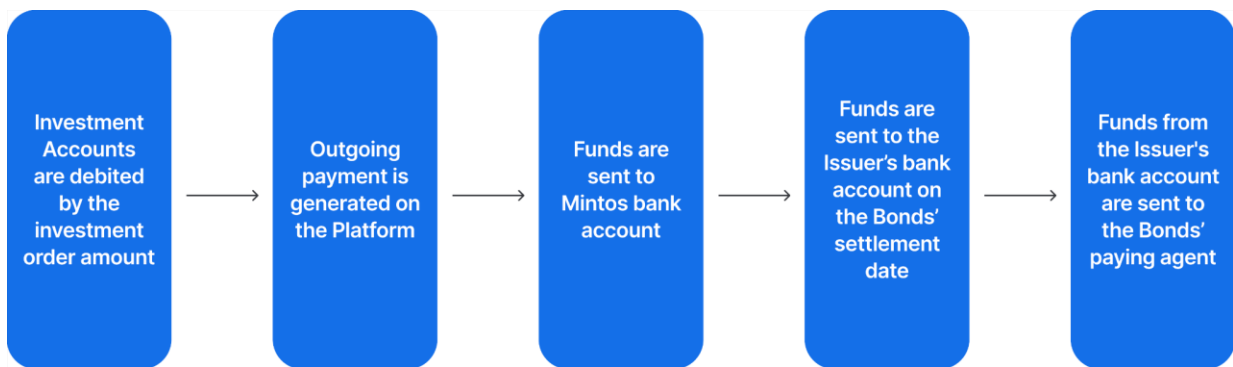 Investment
Accounts
are debited
by the
investment
order amount
Outgoing
payment is
generated on
the Platform
Funds are
sent to
Mintos bank
account
Funds are
sent to the
Issuer’s bank
account on
the Bonds’
settlement
date
Funds from
the Issuer's
bank account
are sent to
the Bonds’
paying agent